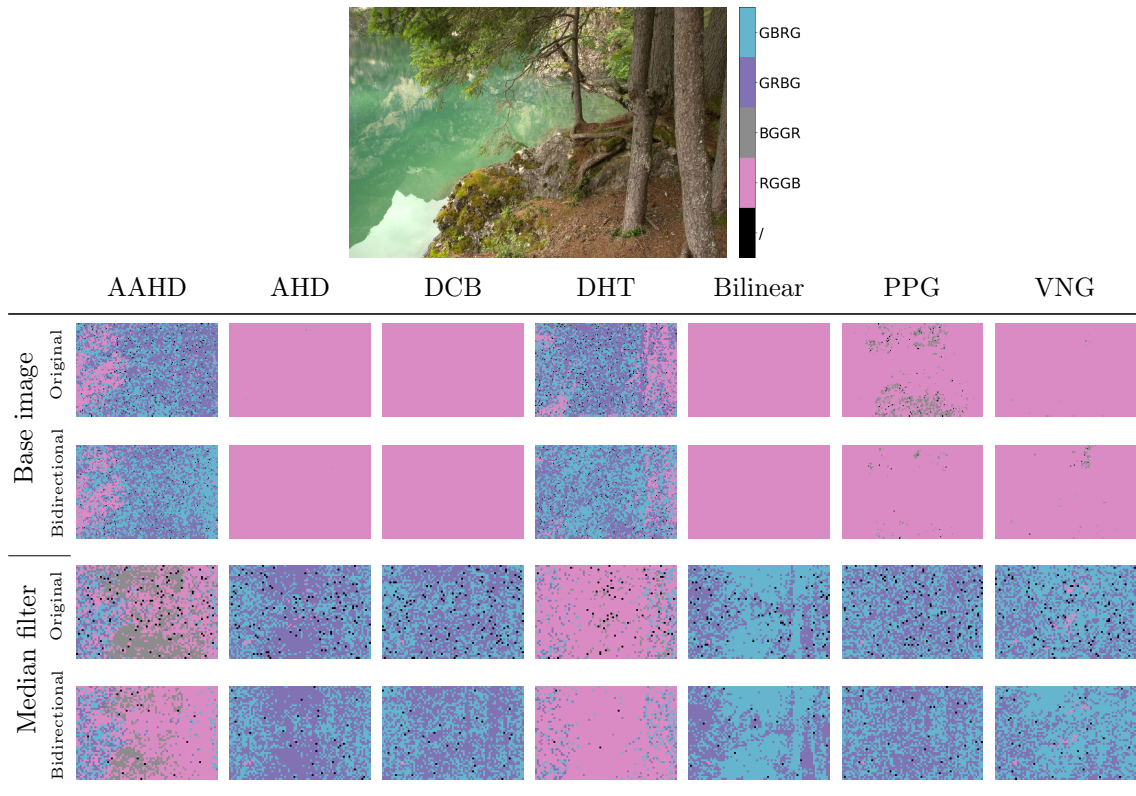 GBRG
GRBG
BGGR
RGGB
/
AAHD AHD DCB DHT Bilinear PPG VNG
Base image
Original
Bidirectional
Median filter
Original
Bidirectional